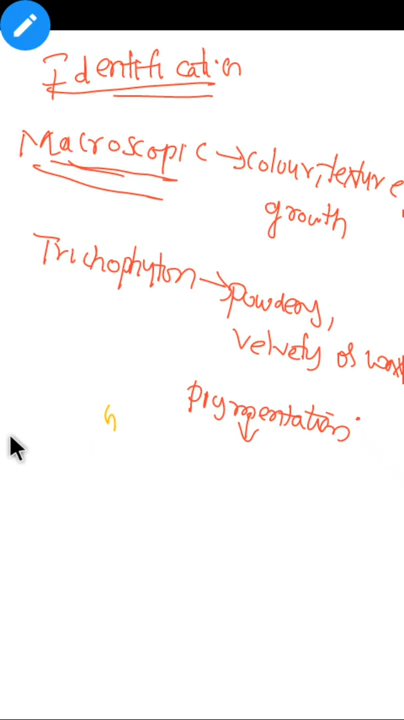 Identification
Macroscopic → colour, texture
growth
Trichophyton → powdery,
velvety or
pigmentation
↓